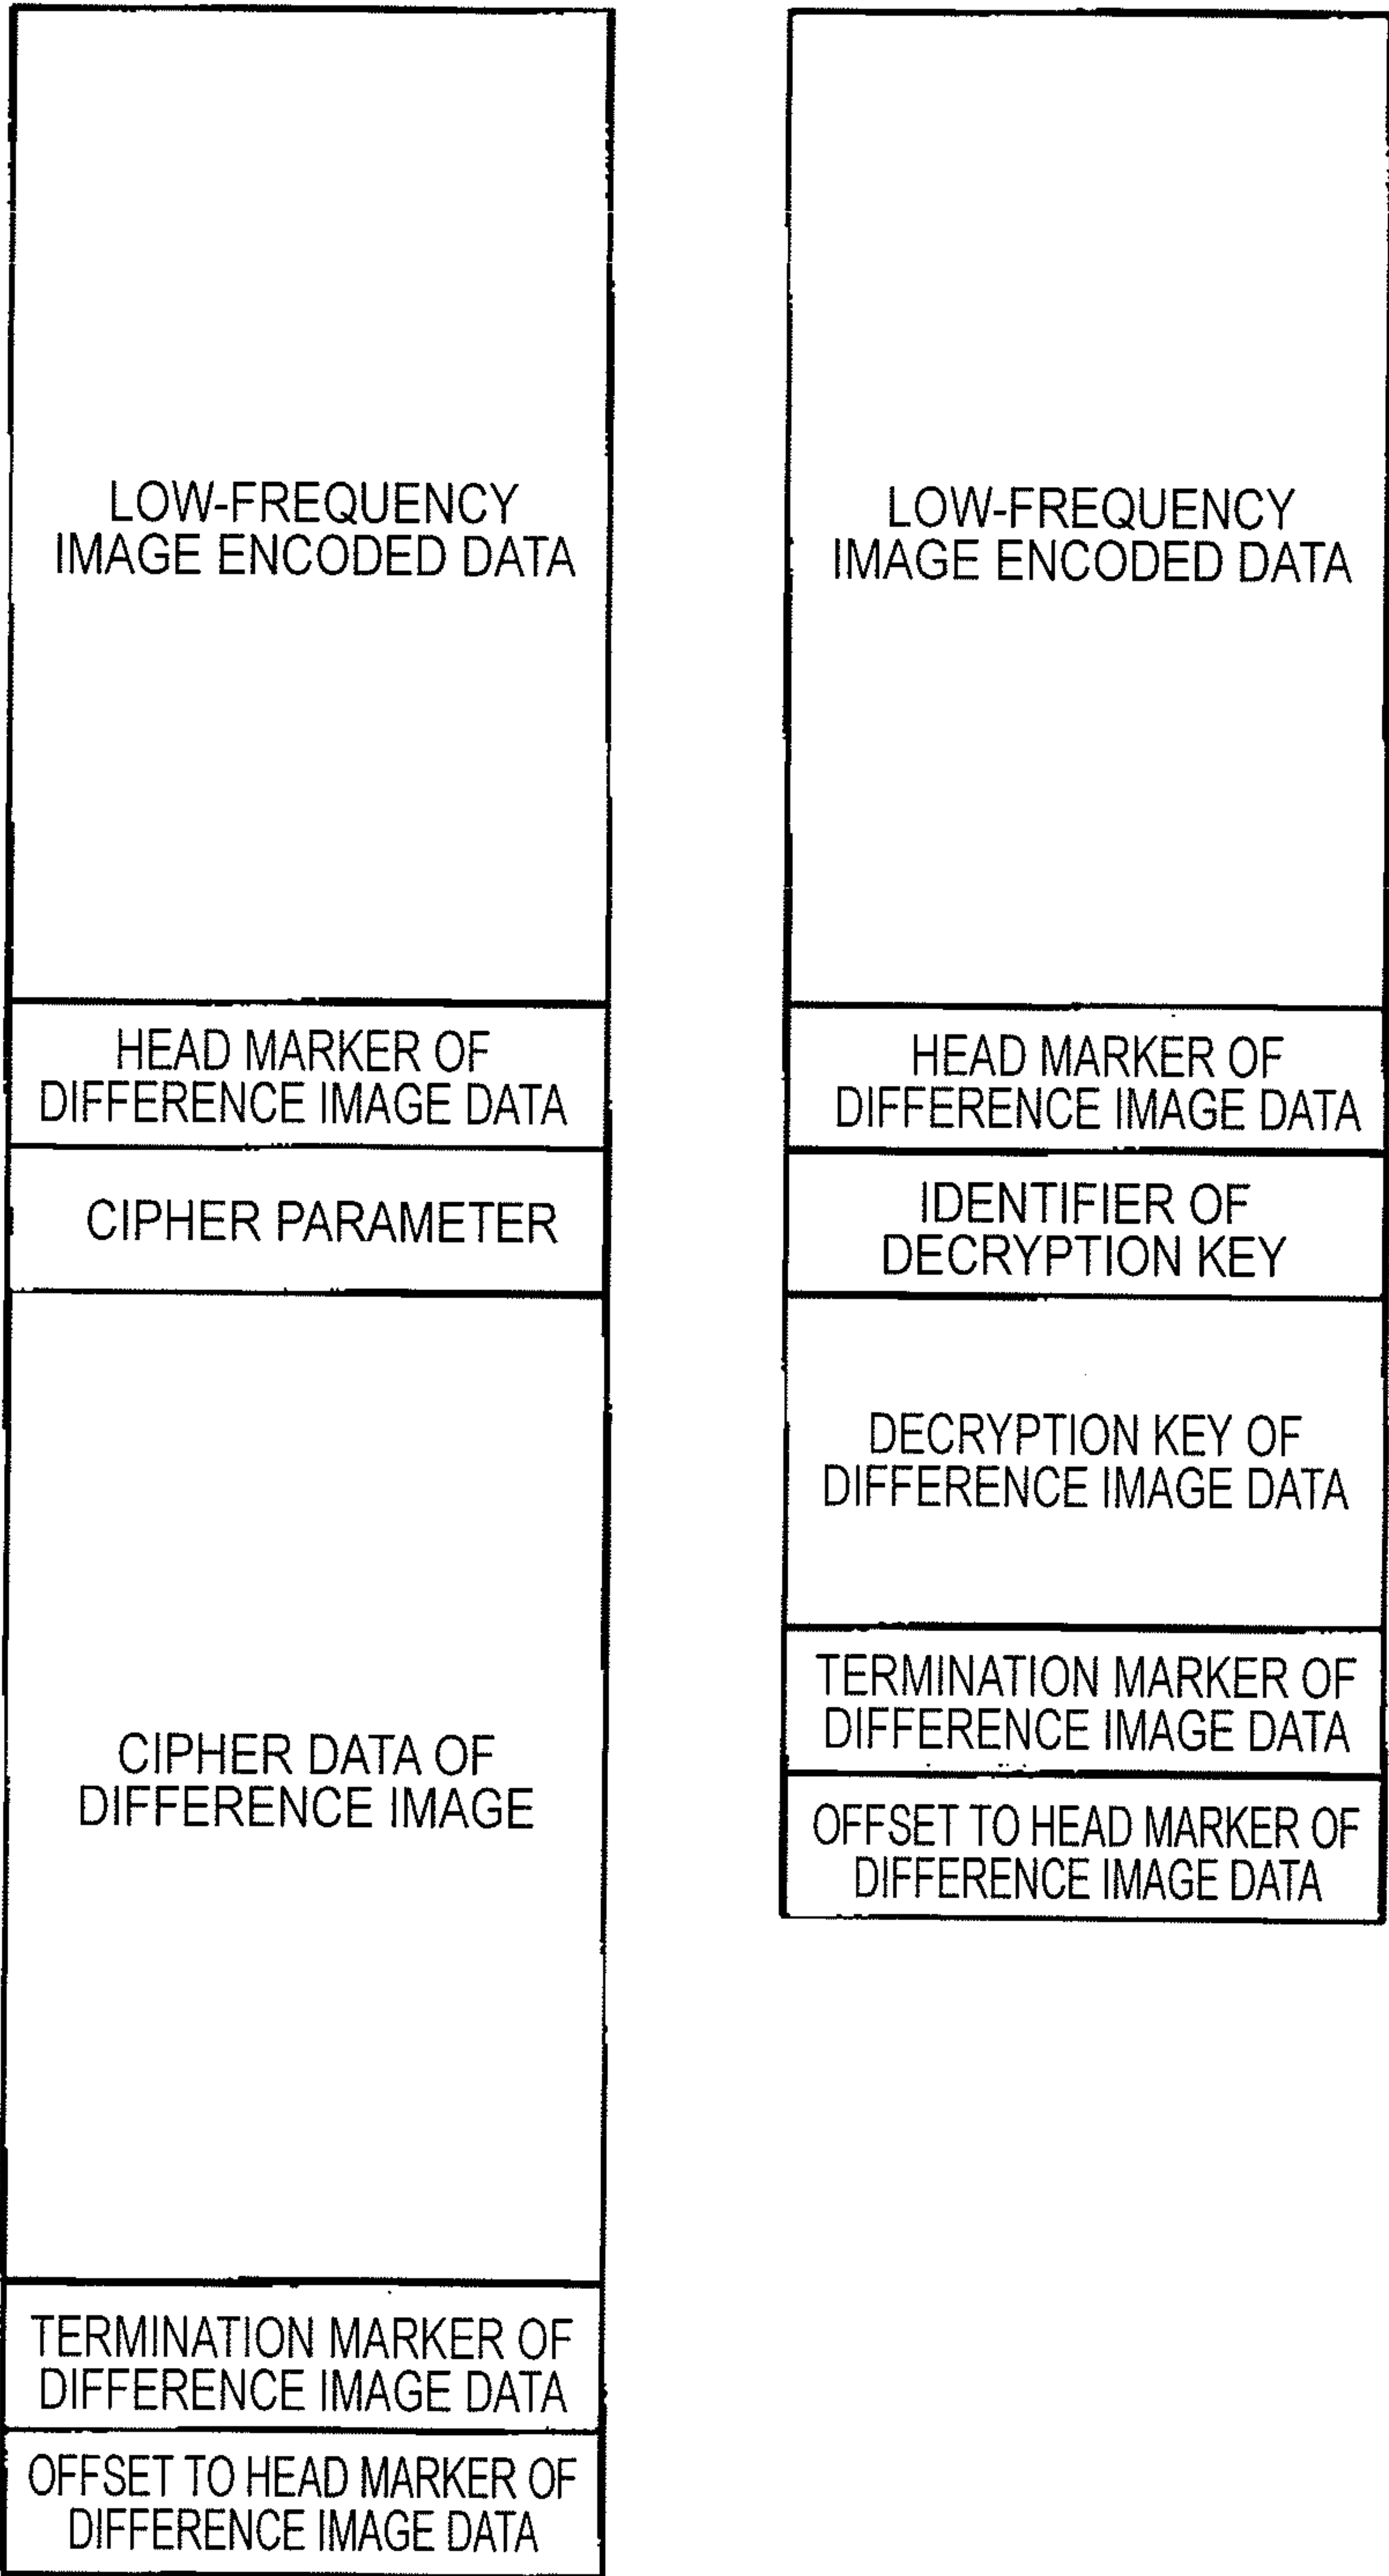 LOW-FREQUENCY
IMAGE ENCODED DATA
HEAD MARKER OF
DIFFERENCE IMAGE DATA
CIPHER PARAMETER
CIPHER DATA OF
DIFFERENCE IMAGE
TERMINATION MARKER OF
DIFFERENCE IMAGE DATA
OFFSET TO HEAD MARKER OF
DIFFERENCE IMAGE DATA
LOW-FREQUENCY
IMAGE ENCODED DATA
HEAD MARKER OF
DIFFERENCE IMAGE DATA
IDENTIFIER OF
DECRYPTION KEY
DECRYPTION KEY OF
DIFFERENCE IMAGE DATA
TERMINATION MARKER OF
DIFFERENCE IMAGE DATA
OFFSET TO HEAD MARKER OF
DIFFERENCE IMAGE DATA